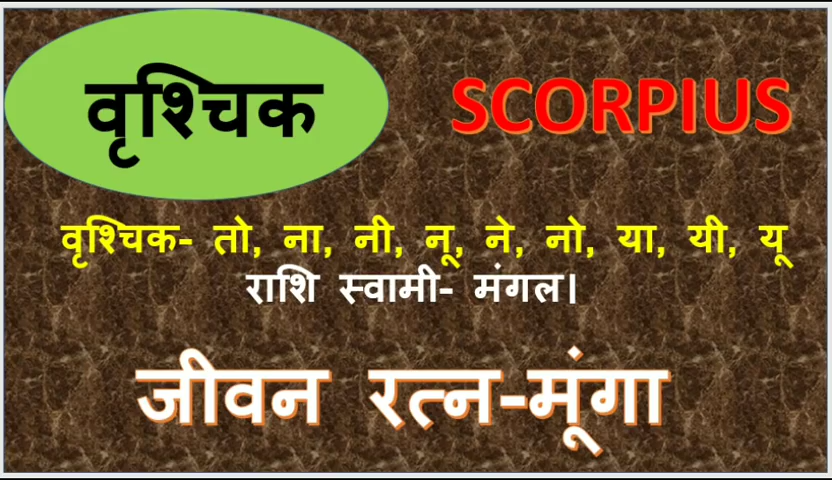 वृश्चिक
SCORPIUS
वृश्चिक- तो, ना, नी, नू, ने, नो, या, यी, यू
राशि स्वामी- मंगल।
जीवन रत्न-मूंगा